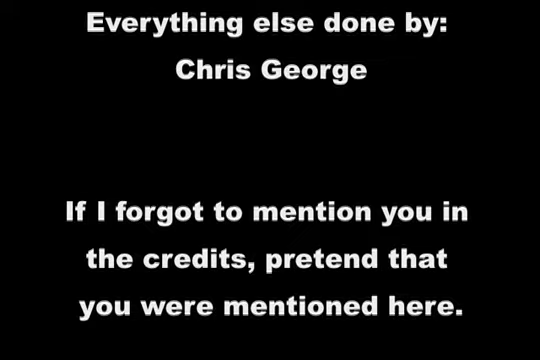 Everything else done by:
Chris George
If I forgot to mention you in
the credits, pretend that
you were mentioned here.